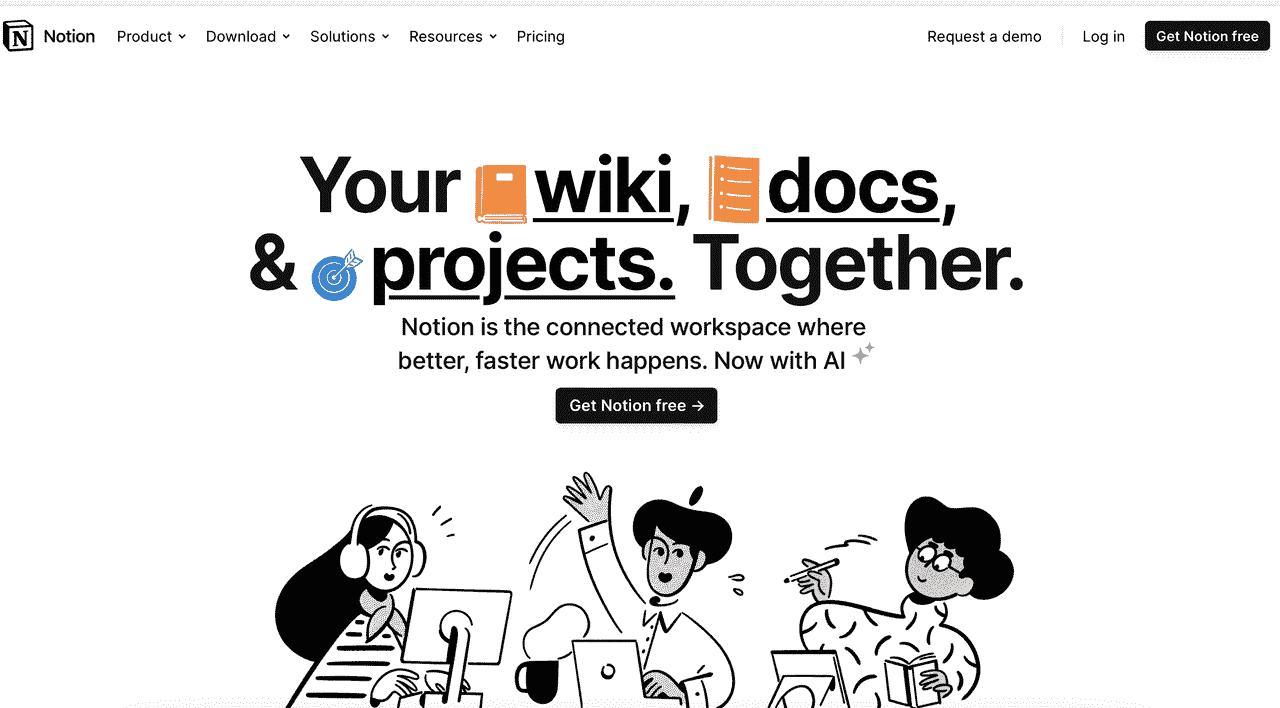 Notion Product Download Solutions Resources Pricing Request a demo Log in Get Notion free
Your wiki, docs,
& projects. Together.
Notion is the connected workspace where
better, faster work happens. Now with AI
Get Notion free →